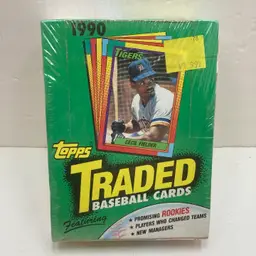 1990
TIGERS
CECIL FIELDER
Topps
TRADED
BASEBALL CARDS
Featuring
• PROMISING ROOKIES
• PLAYERS WHO CHANGED TEAMS
• NEW MANAGERS